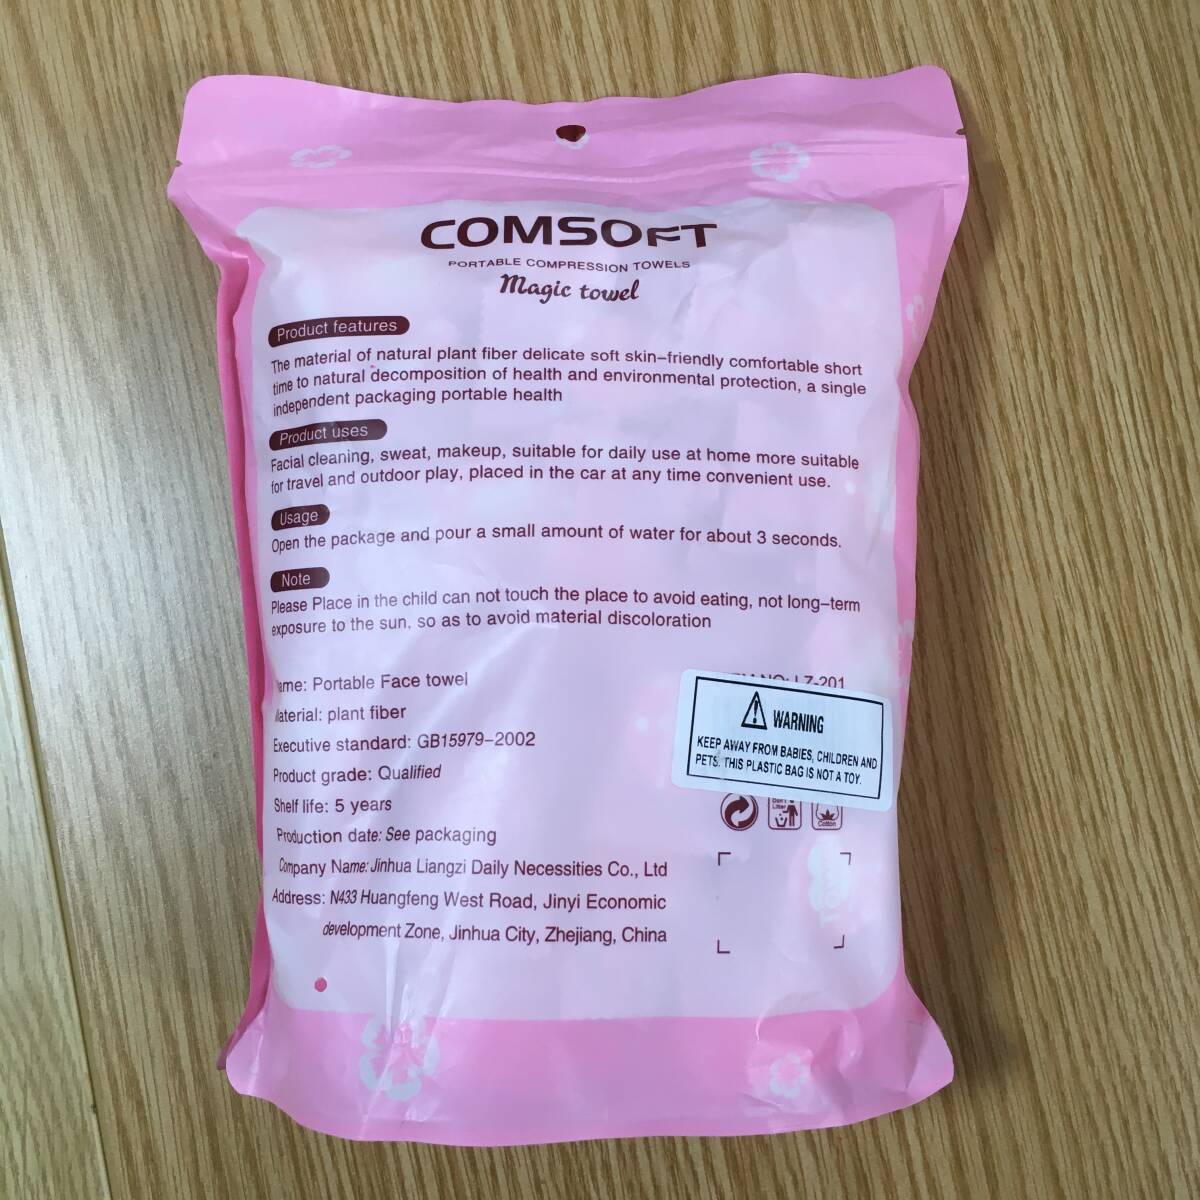 COMSOFT
PORTABLE COMPRESSION TOWELS
Magic towel
Product features
The material of natural plant fiber delicate soft skin-friendly comfortable short
time to natural decomposition of health and environmental protection, a single
independent packaging portable health
Product uses
Facial cleaning, sweat, makeup, suitable for daily use at home more suitable
for travel and outdoor play, placed in the car at any time convenient use.
Usage
Open the package and pour a small amount of water for about 3 seconds.
Note
Please Place in the child can not touch the place to avoid eating, not long-term
exposure to the sun, so as to avoid material discoloration
ame: Portable Face towel
aterial: plant fiber
Executive standard: GB15979-2002
Product grade: Qualified
Shelf life: 5 years
Production date: See packaging
Company Name: Jinhua Liangzi Daily Necessities Co., Ltd
Address: N433 Huangfeng West Road, Jinyi Economic
development Zone, Jinhua City, Zhejiang, China
NO: LZ-201
WARNING
KEEP AWAY FROM BABIES, CHILDREN AND
PETS. THIS PLASTIC BAG IS NOT A TOY.
Don't
Litter
Cotton